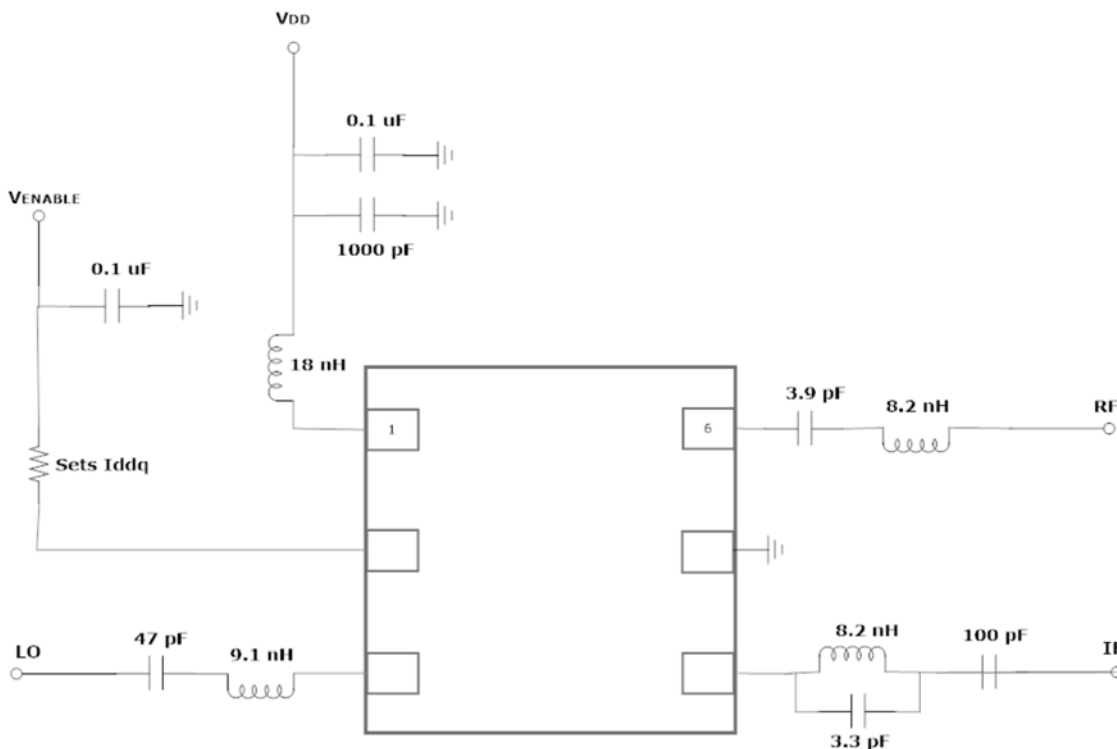 VDD
0.1 uF
VENABLE
1000 pF
0.1 uF
18 nH
3.9 pF
8.2 nH
RF
1
6
Sets Iddq
47 pF
8.2 nH
100 pF
LO
9.1 nH
IF
3.3 pF